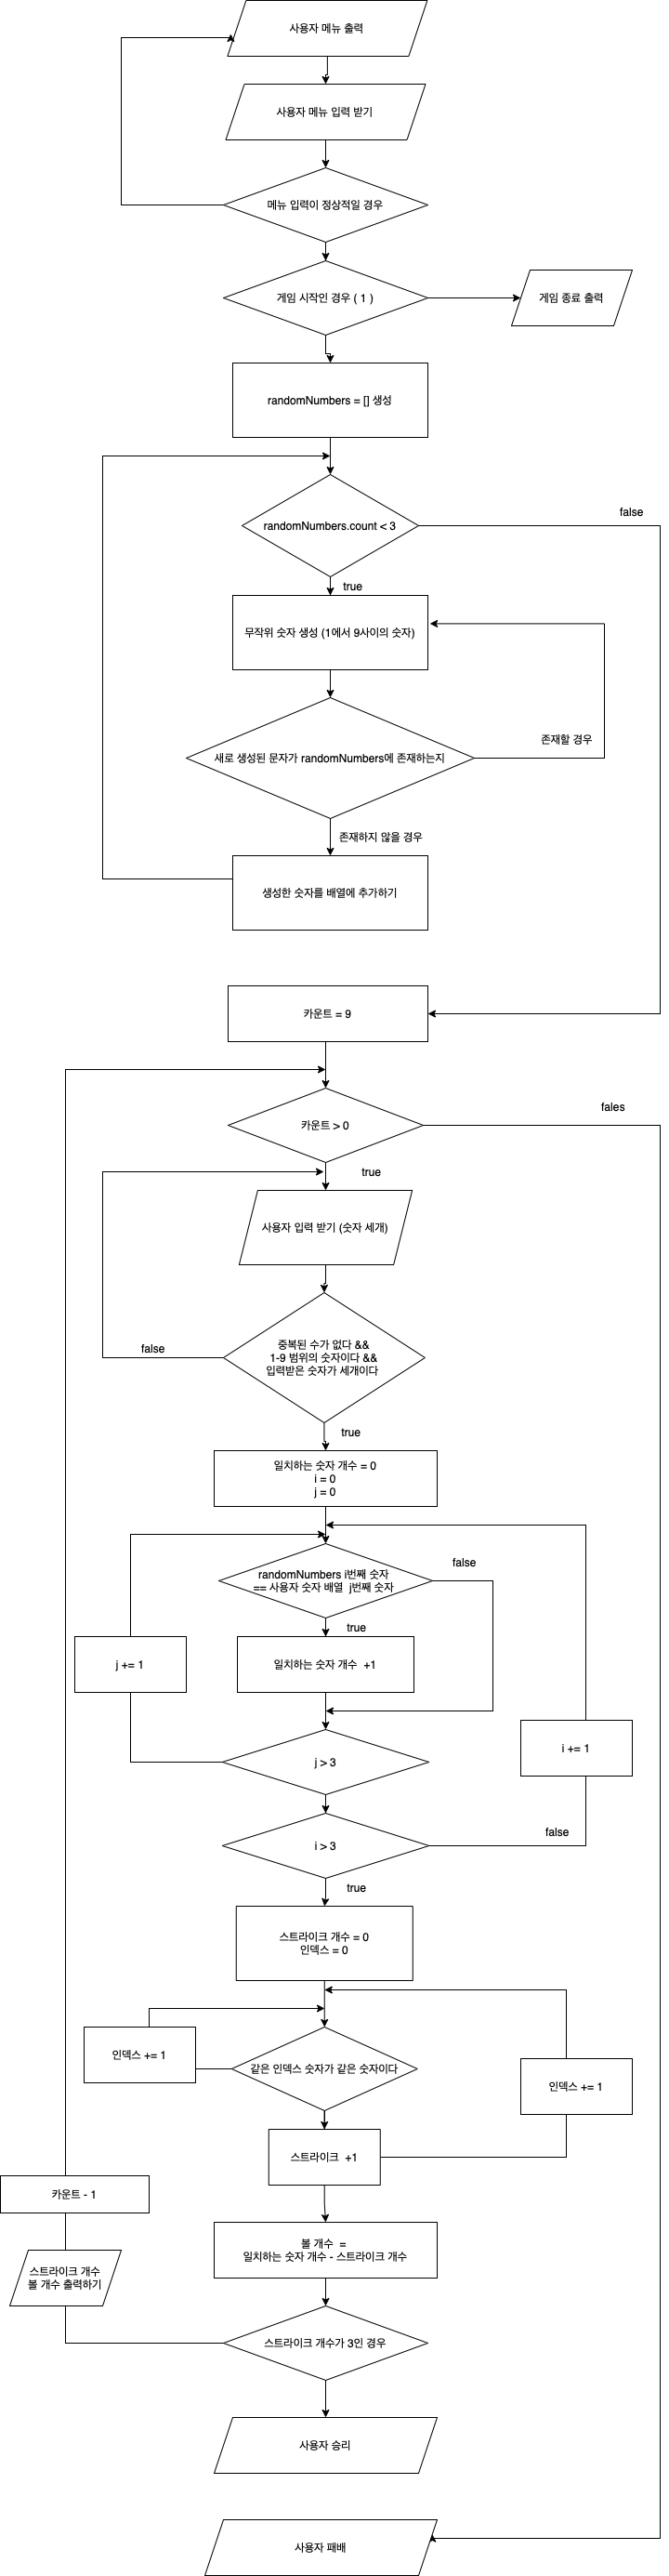 사용자 메뉴 출력
사용자 메뉴 입력 받기
메뉴 입력이 정상적일 경우
게임 시작인 경우 ( 1 )
게임 종료 출력
randomNumbers = [] 생성
randomNumbers.count < 3
false
true
무작위 숫자 생성 (1에서 9사이의 숫자)
새로 생성된 문자가 randomNumbers에 존재하는지
존재할 경우
존재하지 않을 경우
생성한 숫자를 배열에 추가하기
카운트 = 9
카운트 > 0
fales
true
사용자 입력 받기 (숫자 세개)
중복된 수가 없다 &&
1-9 범위의 숫자이다 &&
입력받은 숫자가 세개이다
false
true
일치하는 숫자 개수 = 0
i = 0
j = 0
randomNumbers i번째 숫자
== 사용자 숫자 배열  j번째 숫자
false
true
일치하는 숫자 개수  +1
j += 1
j > 3
i += 1
i > 3
false
true
스트라이크 개수 = 0
인덱스 = 0
인덱스 += 1
같은 인덱스 숫자가 같은 숫자이다
인덱스 += 1
스트라이크  +1
카운트 - 1
볼 개수  =
일치하는 숫자 개수 - 스트라이크 개수
스트라이크 개수
볼 개수 출력하기
스트라이크 개수가 3인 경우
사용자 승리
사용자 패배